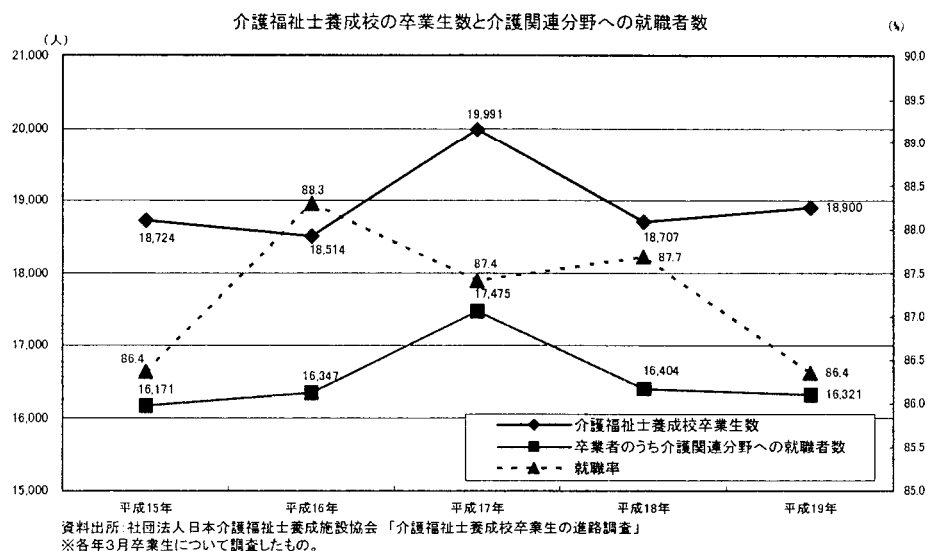 介護福祉士養成校の卒業生数と介護関連分野への就職者数
(人)
(%)
21,000
90.0
89.5
20,000
19,991
89.0
88.3
88.5
19,000
18,724
18,514
18,707
18,900
88.0
18,000
87.4
87.7
87.5
17,475
17,000
87.0
86.4
16,171
16,347
16,404
86.4
16,321
86.5
16,000
86.0
介護福祉士養成校卒業生数
卒業者のうち介護関連分野への就職者数
就職率
85.5
15,000
85.0
平成15年
平成16年
平成17年
平成18年
平成19年
資料出所:社団法人日本介護福祉士養成施設協会 「介護福祉士養成校卒業生の進路調査」
※各年3月卒業生について調査したもの。